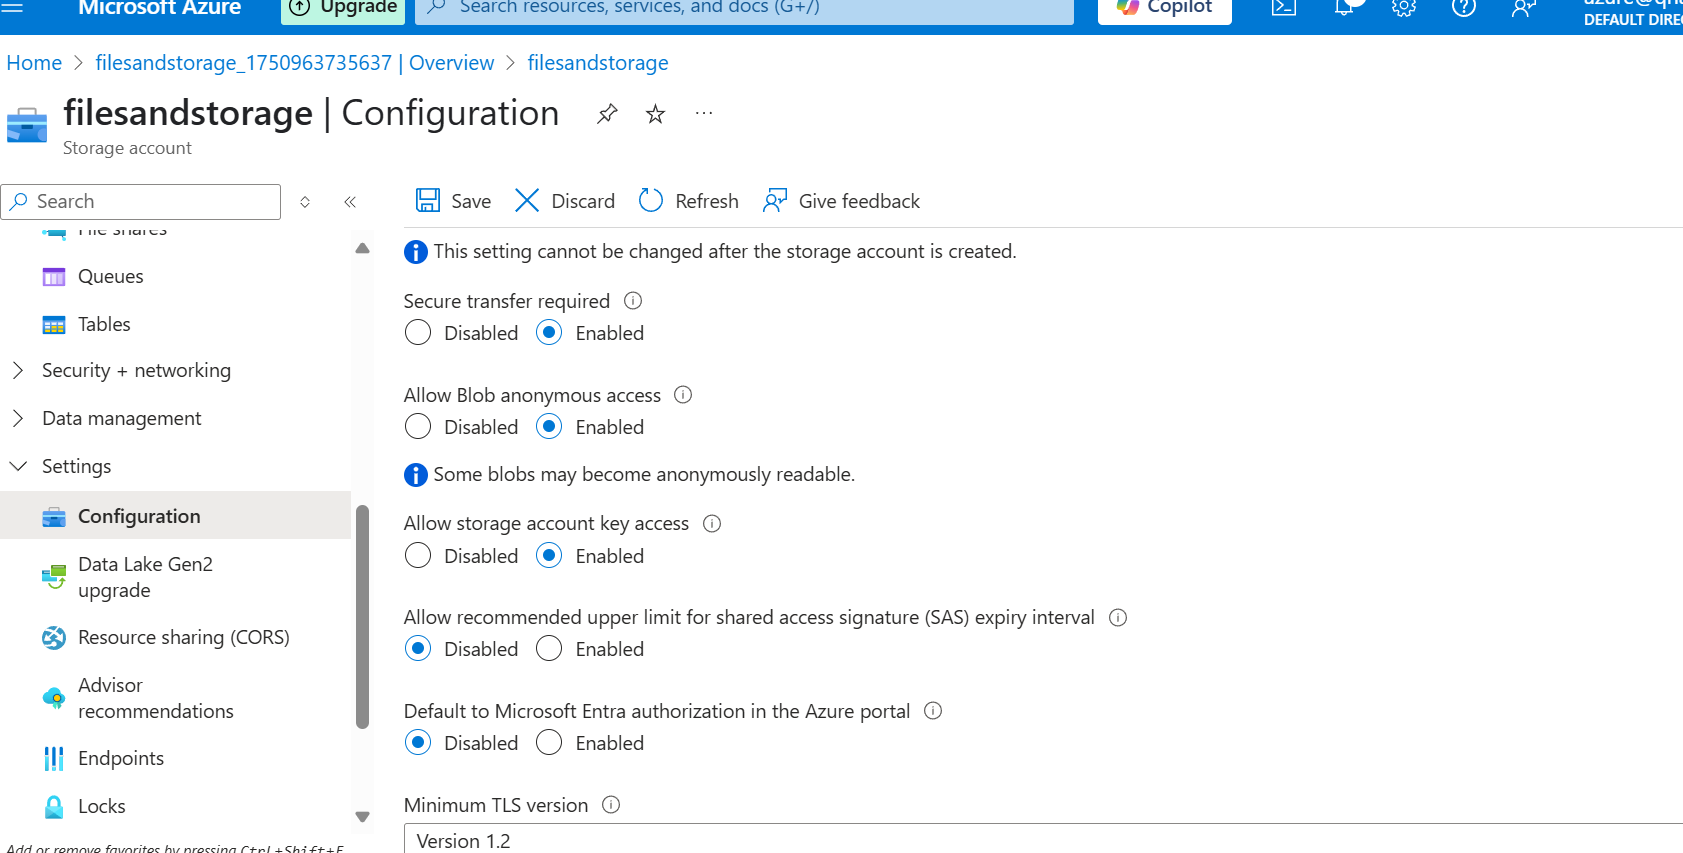 Microsoft Azure
Upgrade
Search resources, services, and docs (G+/)
Copilot
DEFAULT
Home > filesandstorage_1750963735637 | Overview > filesandstorage
filesandstorage | Configuration
Storage account
Search
Save
Discard
Refresh
Give feedback
File shares
Queues
Tables
Security + networking
Data management
Settings
Configuration
Data Lake Gen2
upgrade
Resource sharing (CORS)
Advisor
recommendations
Endpoints
Locks
Add or remove favorites by pressing Ctrl+Shift+F
This setting cannot be changed after the storage account is created.
Secure transfer required
Disabled Enabled
Allow Blob anonymous access
Disabled Enabled
Some blobs may become anonymously readable.
Allow storage account key access
Disabled Enabled
Allow recommended upper limit for shared access signature (SAS) expiry interval
Disabled Enabled
Default to Microsoft Entra authorization in the Azure portal
Disabled Enabled
Minimum TLS version
Version 1.2